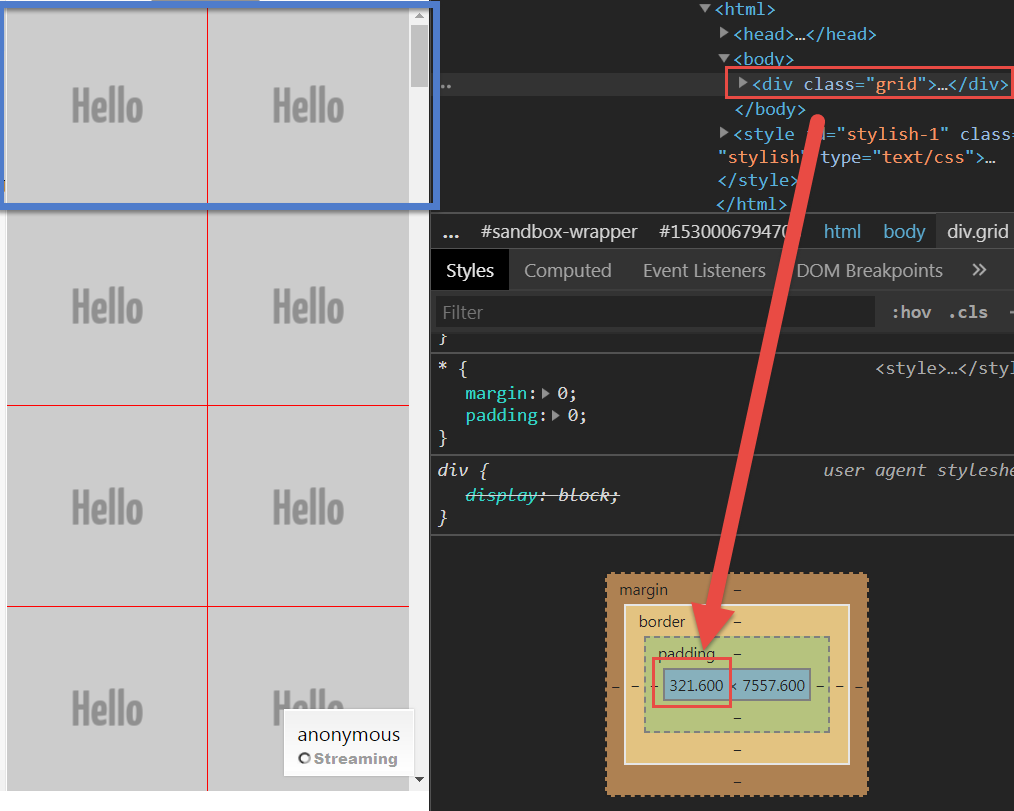 Hello Hello
Hello Hello
Hello Hello
Hello Hello
anonymous
Streaming
<html>
<head>…</head>
<body>
<div class="grid">…</div>
</body>
<style ="stylish-1" class=
"stylish" type="text/css">…
</style>
</html>
... #sandbox-wrapper #153000679470 html body div.grid
Styles Computed Event Listeners DOM Breakpoints »
Filter :hov .cls
}
* { <style>…</styl
margin: 0;
padding: 0;
}
div { user agent styleshe
display: block;
}
margin –
border –
padding –
– – – 321.600 × 7557.600 – – –
–
–
–